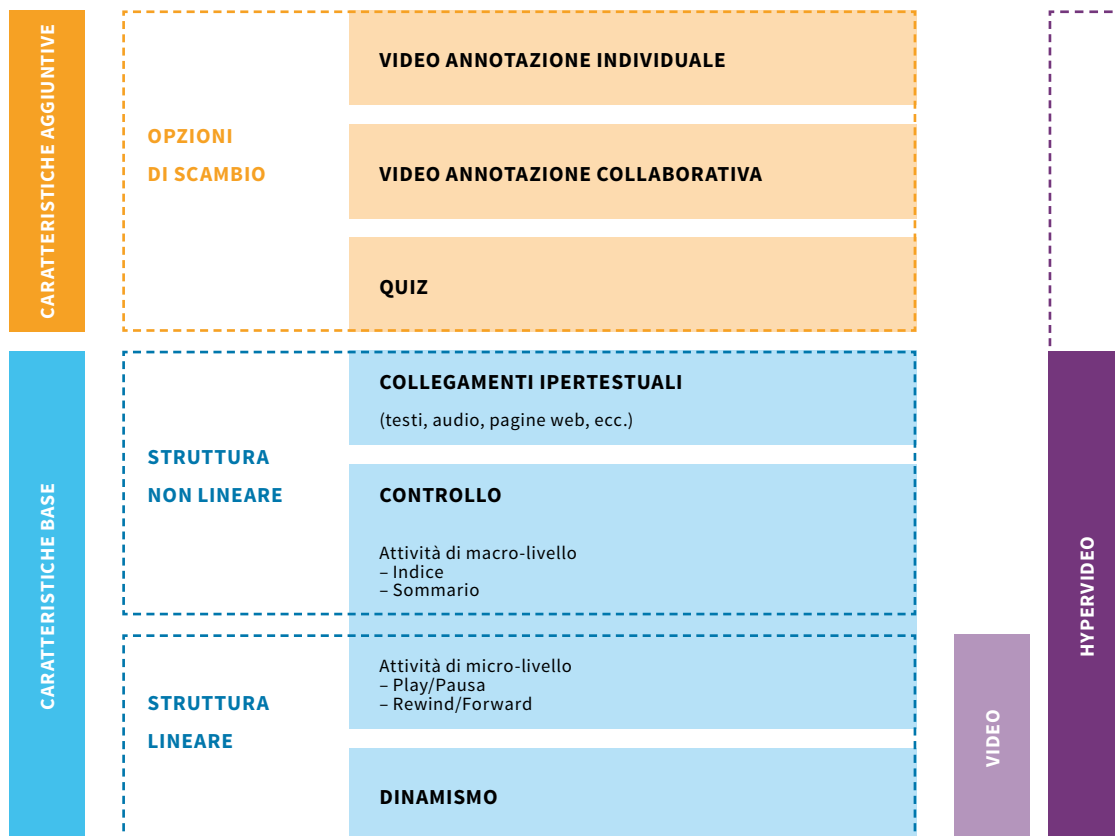 CARATTERISTICHE AGGIUNTIVE
OPZIONI
DI SCAMBIO
VIDEO ANNOTAZIONE INDIVIDUALE
VIDEO ANNOTAZIONE COLLABORATIVA
QUIZ
CARATTERISTICHE BASE
STRUTTURA
NON LINEARE
COLLEGAMENTI IPERTESTUALI
(testi, audio, pagine web, ecc.)
CONTROLLO
Attività di macro-livello
– Indice
– Sommario
STRUTTURA
LINEARE
Attività di micro-livello
– Play/Pausa
– Rewind/Forward
DINAMISMO
VIDEO
HYPERVIDEO